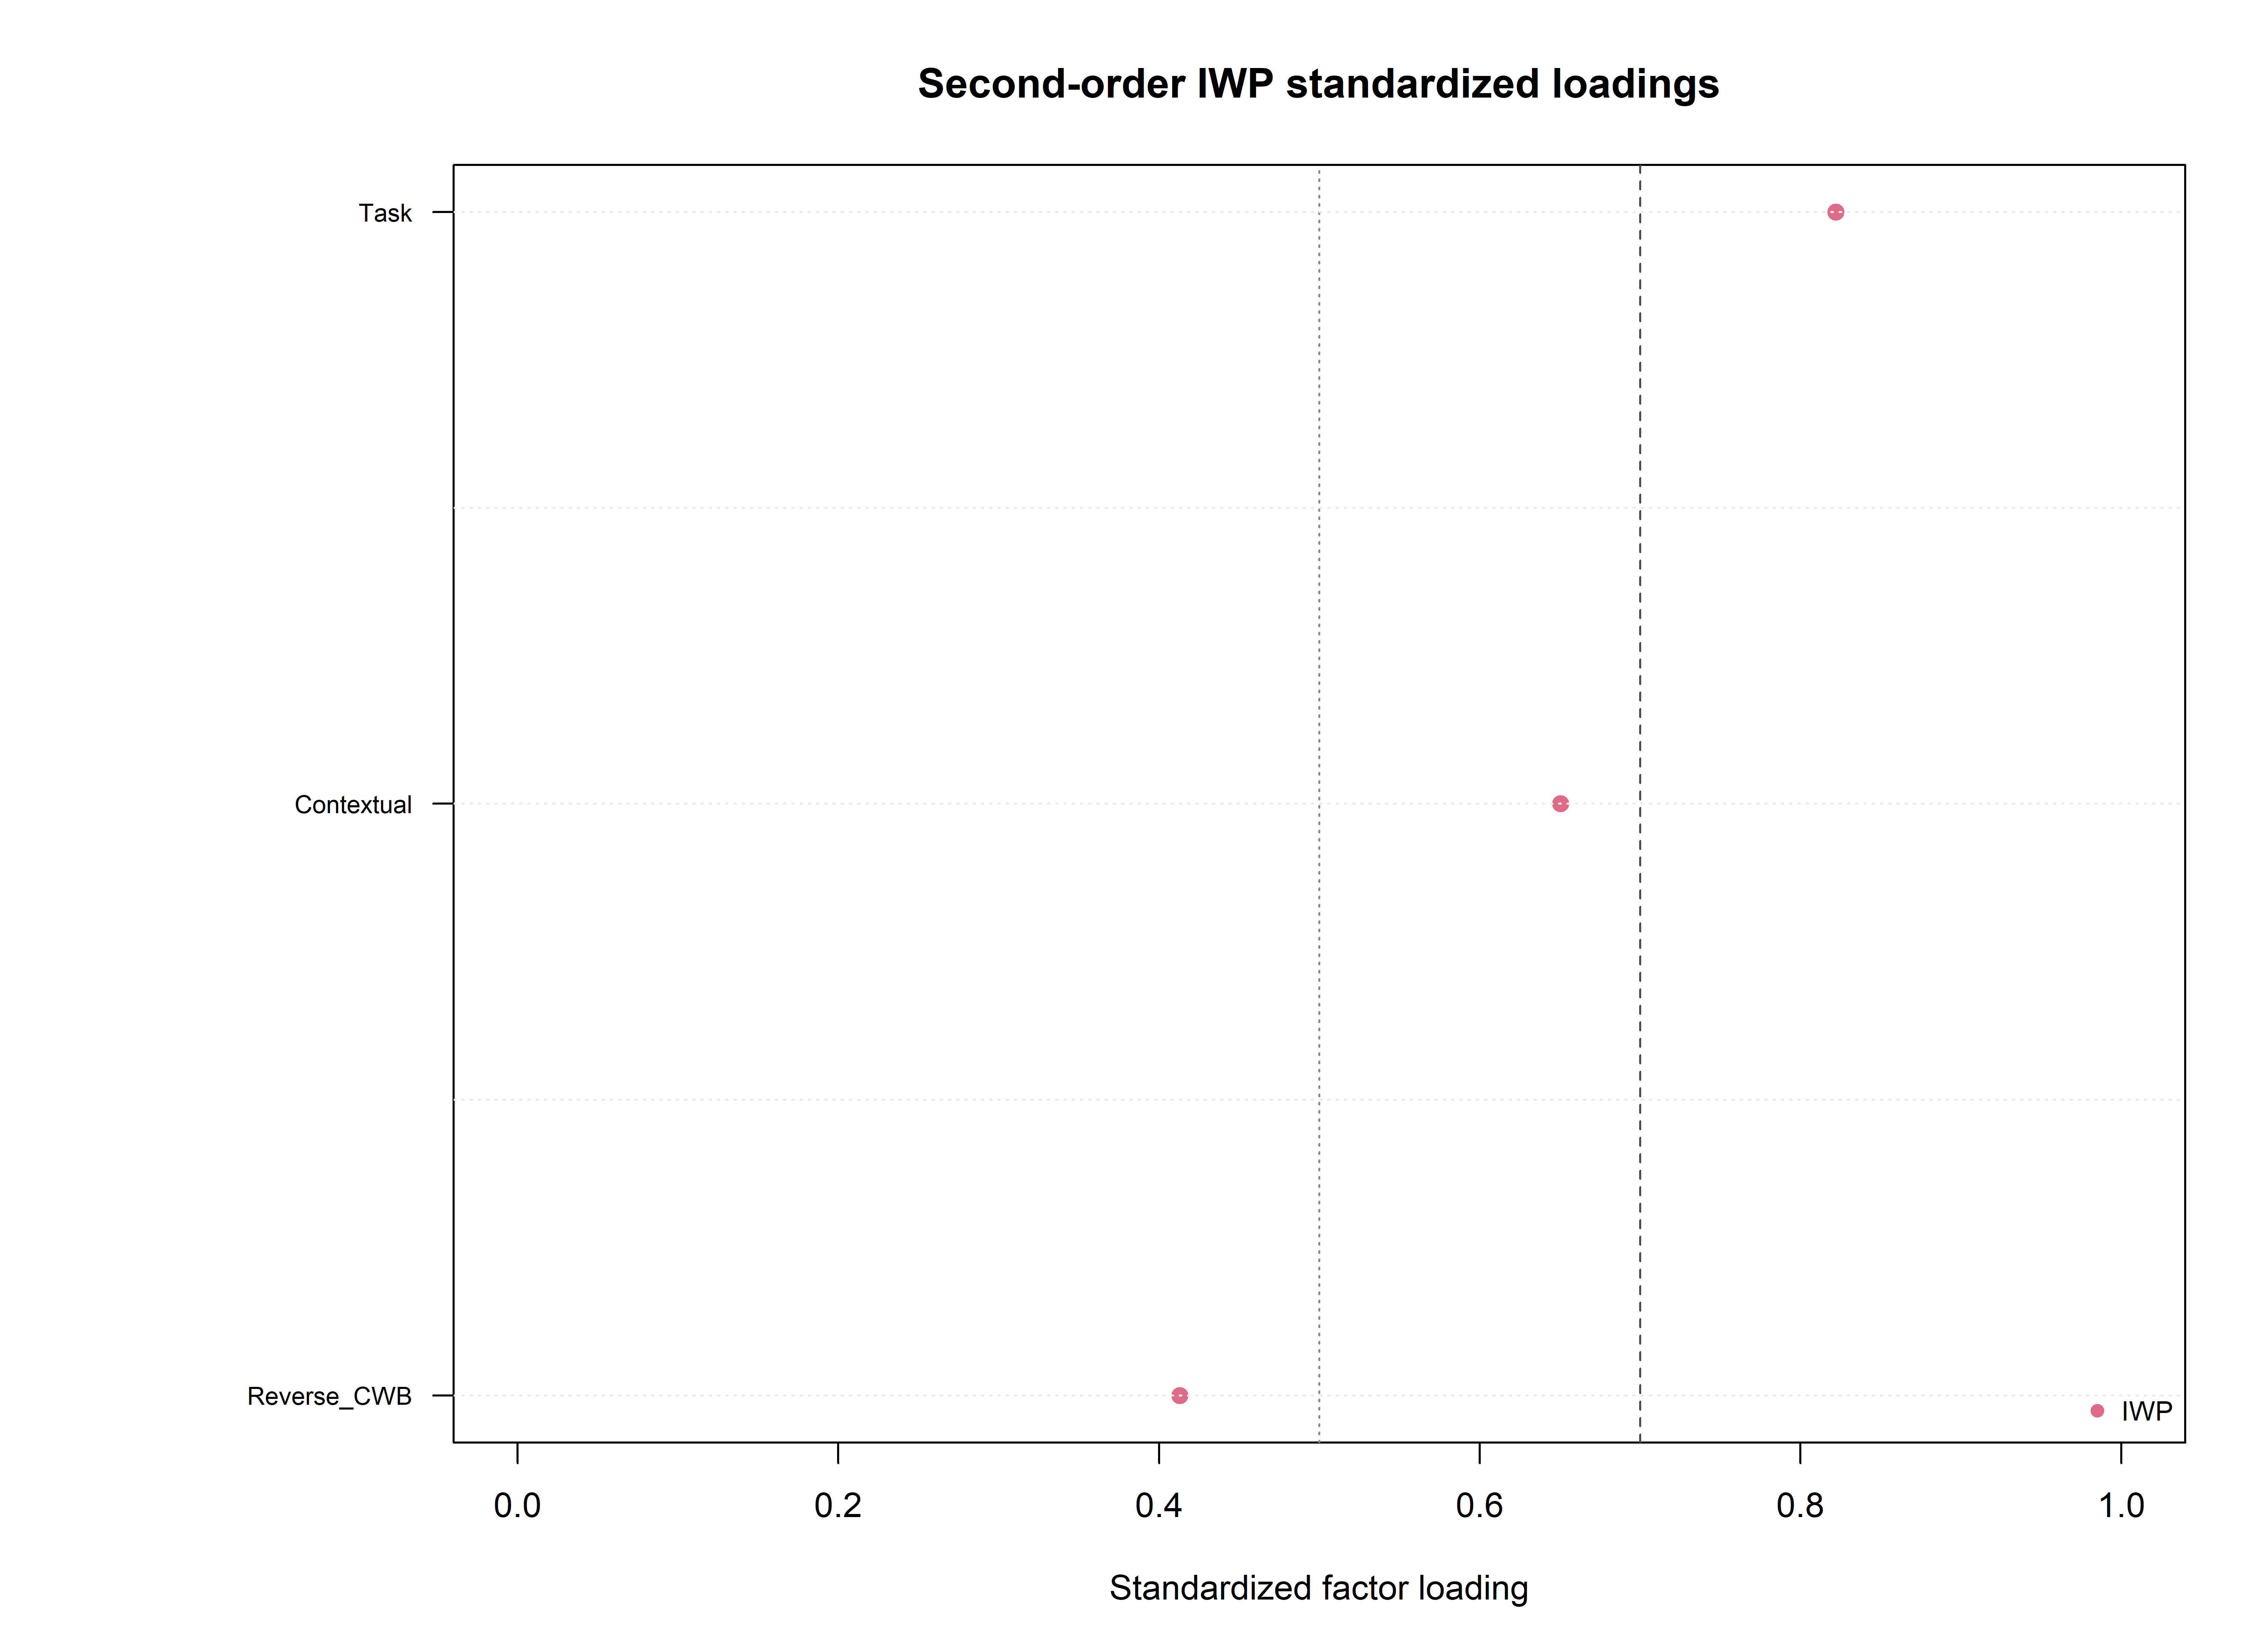 Second-order IWP standardized loadings
Task
Contextual
Reverse_CWB
IWP
0.0 0.2 0.4 0.6 0.8 1.0
Standardized factor loading